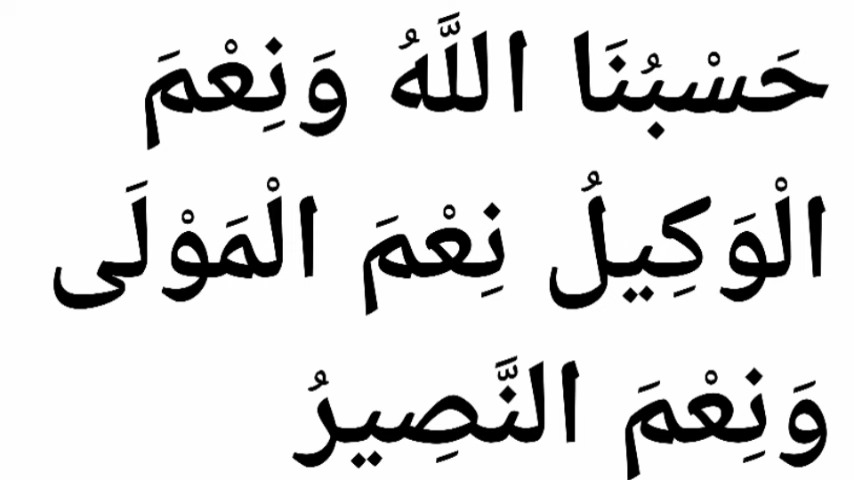 حَسْبُنَا اللَّهُ وَنِعْمَ
الْوَكِيلُ نِعْمَ الْمَوْلَى
وَنِعْمَ النَّصِيرُ